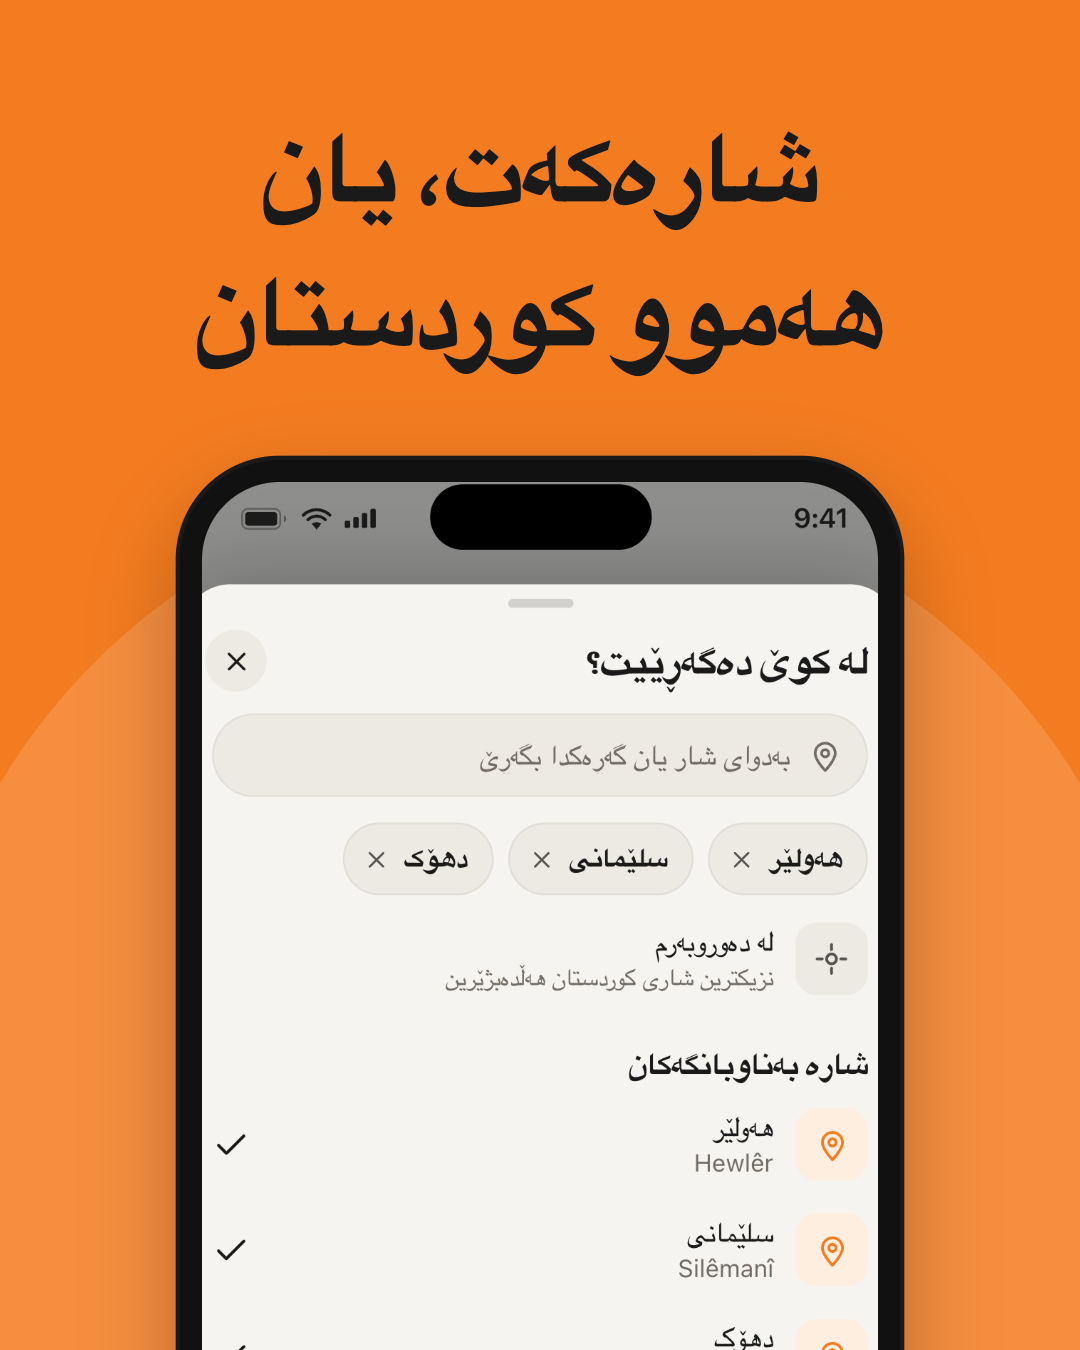 شارەکەت، یان
هەموو کوردستان
9:41
لە کوێ دەگەڕێیت؟
بەدوای شار یان گەرەکدا بگەڕێ
هەولێر
سلێمانی
دهۆک
لە دەوروبەرم
نزیکترین شاری کوردستان هەڵدەبژێرین
شارە بەناوبانگەکان
هەولێر
Hewlêr
سلێمانی
Silêmanî
دهۆک